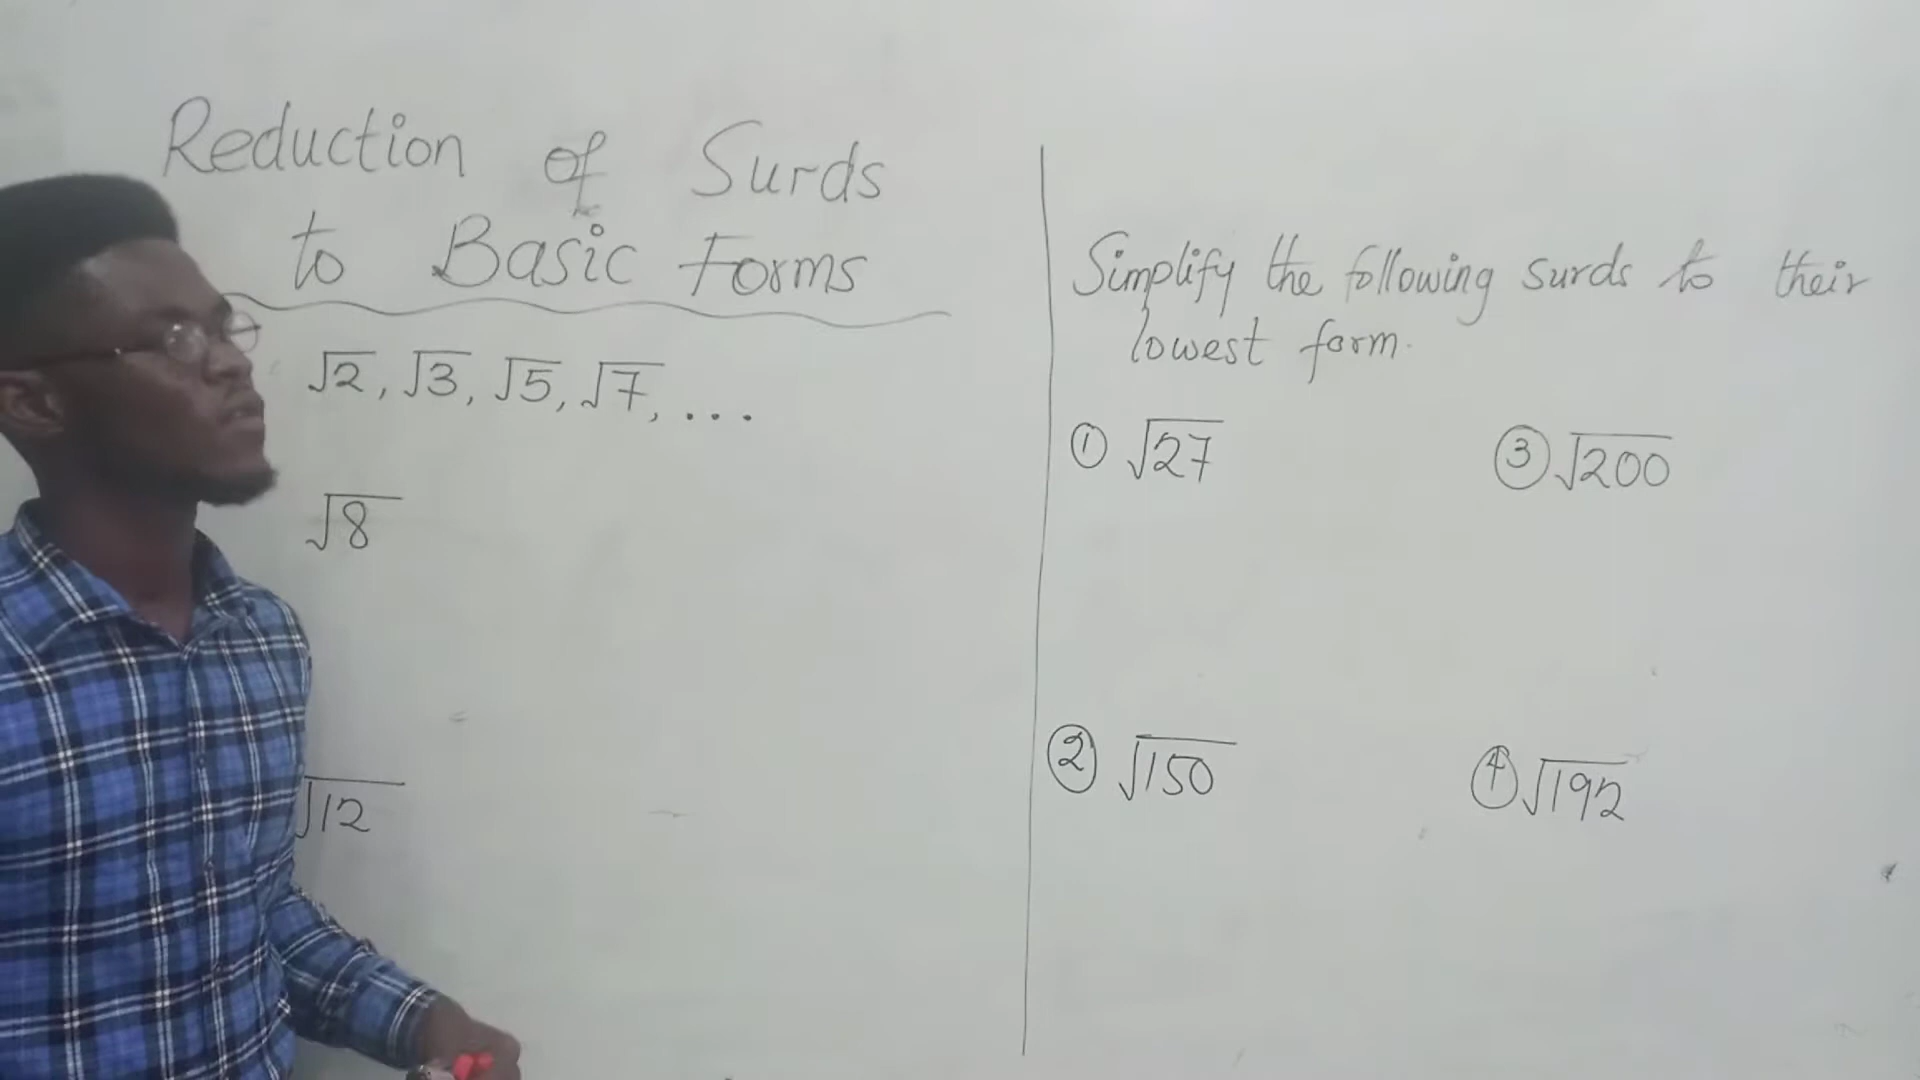 Reduction of Surds
to Basic Forms
√2, √3, √5, √7, ...
√8
√12
Simplify the following surds to their
lowest form.
① √27
③ √200
② √150
④ √192